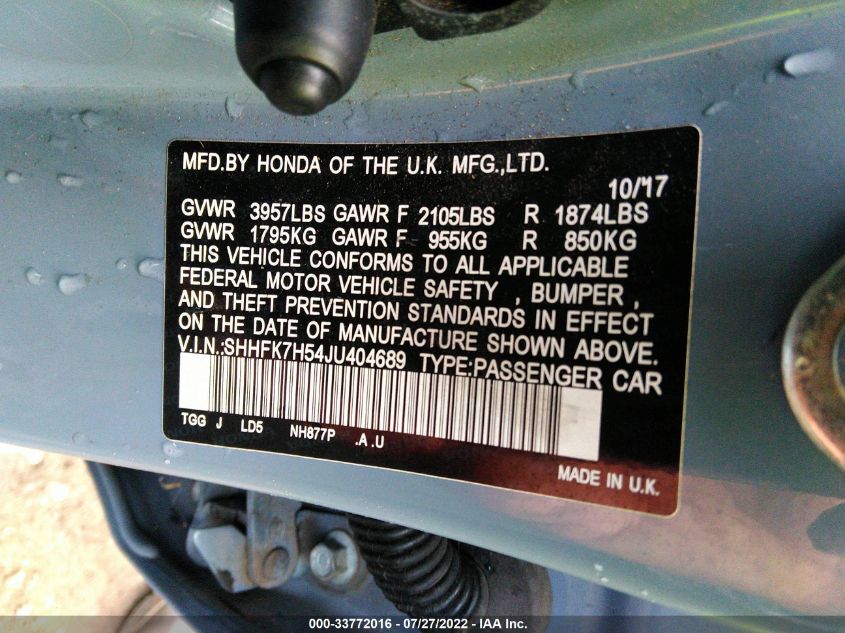 MFD.BY HONDA OF THE U.K. MFG.,LTD.
10/17
GVWR 3957LBS GAWR F 2105LBS R 1874LBS
GVWR 1795KG GAWR F 955KG R 850KG
THIS VEHICLE CONFORMS TO ALL APPLICABLE
FEDERAL MOTOR VEHICLE SAFETY , BUMPER ,
AND THEFT PREVENTION STANDARDS IN EFFECT
ON THE DATE OF MANUFACTURE SHOWN ABOVE.
V.I.N.:SHHFK7H54JU404689 TYPE:PASSENGER CAR
TGG J LD5 NH877P .A.U
MADE IN U.K.
000-33772016 - 07/27/2022 - IAA Inc.